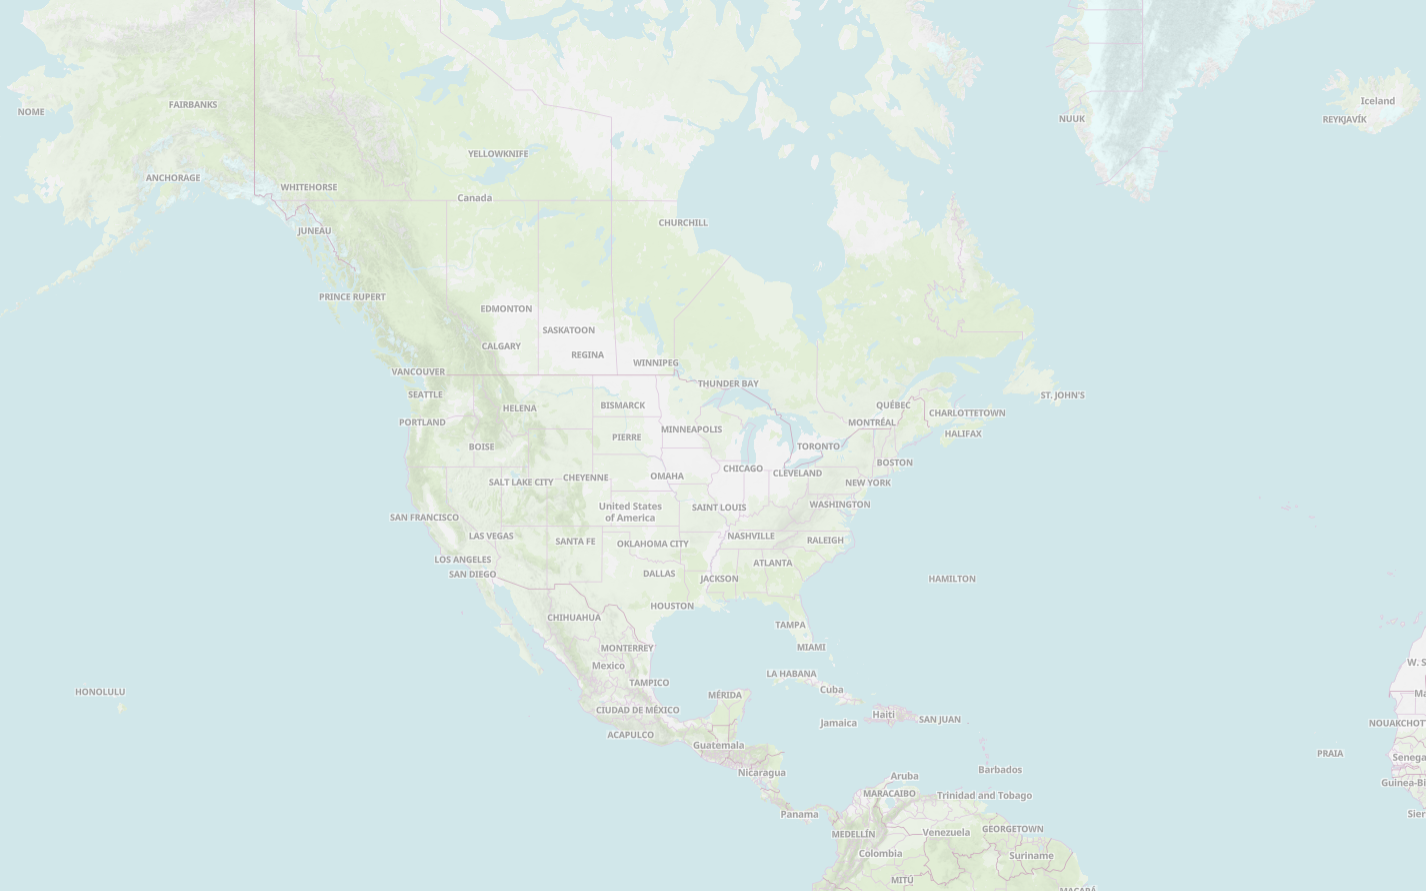 Iceland
FAIRBANKS
NOME
NUUK
REYKJAVÍK
YELLOWKNIFE
ANCHORAGE
WHITEHORSE
Canada
CHURCHILL
JUNEAU
PRINCE RUPERT
EDMONTON
SASKATOON
CALGARY
REGINA
WINNIPEG
VANCOUVER
THUNDER BAY
SEATTLE
ST. JOHN'S
HELENA
BISMARCK
QUÉBEC
CHARLOTTETOWN
PORTLAND
MONTRÉAL
MINNEAPOLIS
HALIFAX
PIERRE
BOISE
TORONTO
BOSTON
CHICAGO
CLEVELAND
OMAHA
CHEYENNE
SALT LAKE CITY
NEW YORK
United States
of America
SAINT LOUIS
WASHINGTON
SAN FRANCISCO
LAS VEGAS
NASHVILLE
SANTA FE
OKLAHOMA CITY
RALEIGH
LOS ANGELES
ATLANTA
SAN DIEGO
DALLAS
JACKSON
HAMILTON
HOUSTON
CHIHUAHUA
TAMPA
MONTERREY
MIAMI
W. S
Mexico
LA HABANA
TAMPICO
Cuba
HONOLULU
MÉRIDA
Ma
CIUDAD DE MÉXICO
Haiti
SAN JUAN
Jamaica
NOUAKCHOT
ACAPULCO
Guatemala
PRAIA
Senega
Nicaragua
Barbados
Aruba
Guinea-Bi
MARACAIBO
Trinidad and Tobago
Panama
Sier
GEORGETOWN
MEDELLÍN
Venezuela
Colombia
Suriname
MITÚ
MACAPÁ